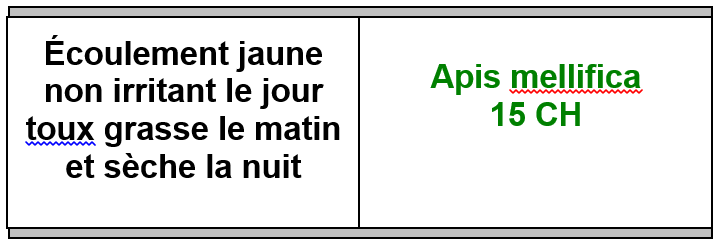 Écoulement jaune
non irritant le jour
toux grasse le matin
et sèche la nuit
Apis mellifica
15 CH